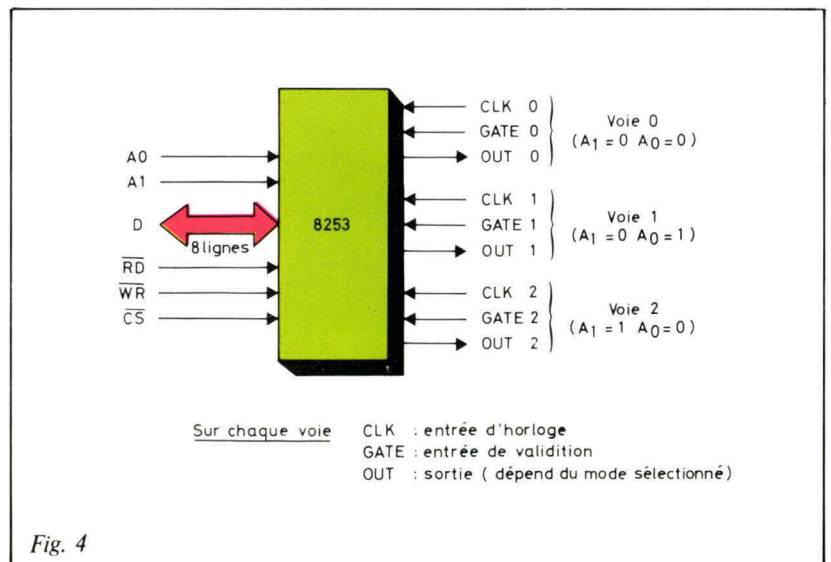 A0
A1
D
8 lignes
RD
WR
CS
8253
CLK 0
GATE 0
OUT 0
Voie 0
(A1 = 0 A0 = 0)
CLK 1
GATE 1
OUT 1
Voie 1
(A1 = 0 A0 = 1)
CLK 2
GATE 2
OUT 2
Voie 2
(A1 = 1 A0 = 0)
Sur chaque voie CLK : entrée d'horloge
GATE : entrée de validition
OUT : sortie ( dépend du mode sélectionné)
Fig. 4